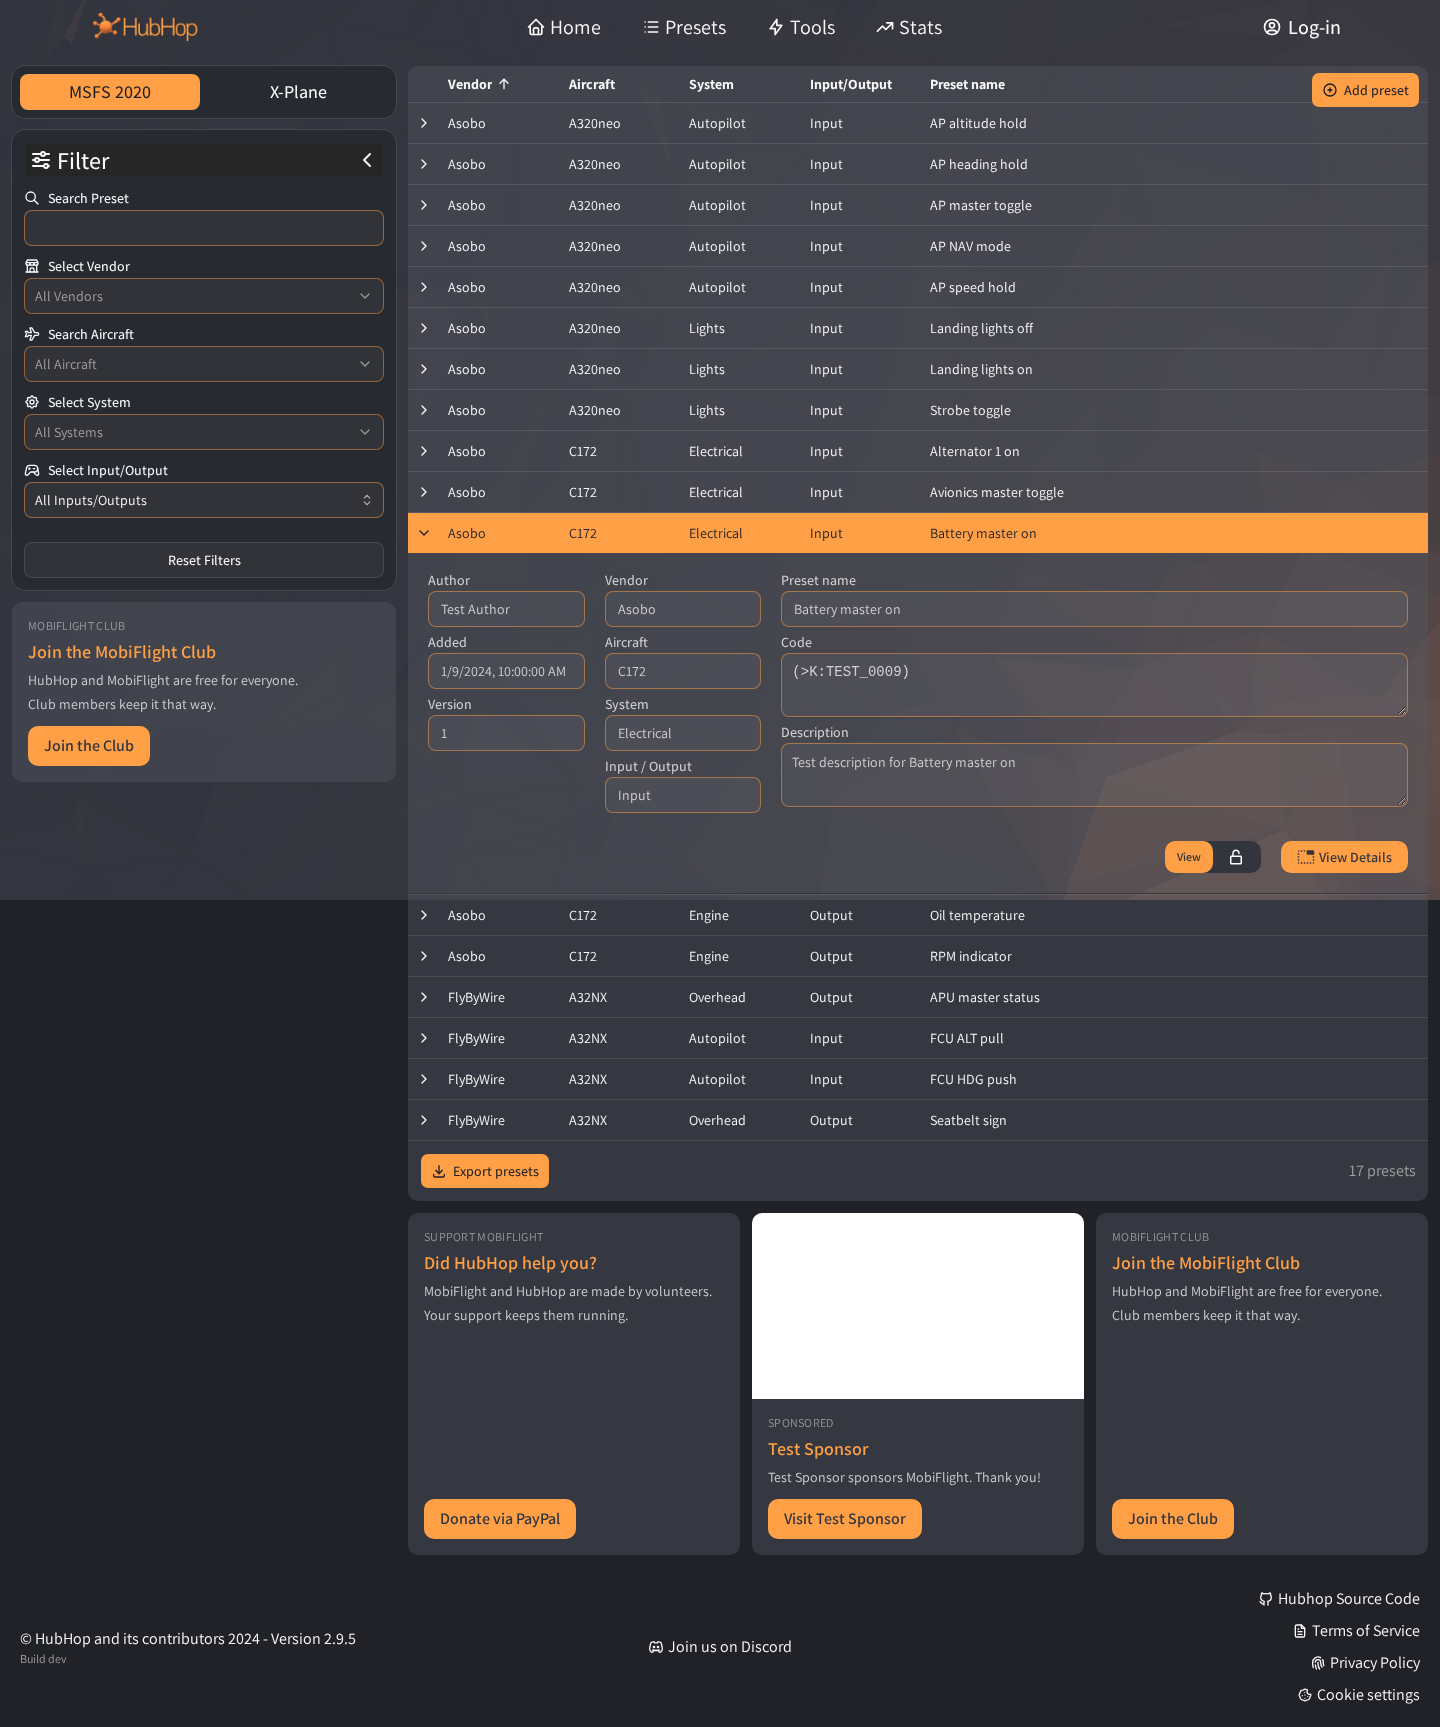 HubHop
Home
Presets
Tools
Stats
Log-in
MSFS 2020
X-Plane
Filter
Search Preset
Select Vendor
All Vendors
Search Aircraft
All Aircraft
Select System
All Systems
Select Input/Output
All Inputs/Outputs
Reset Filters
MOBIFLIGHT CLUB
Join the MobiFlight Club
HubHop and MobiFlight are free for everyone.
Club members keep it that way.
Join the Club
Vendor Aircraft System Input/Output Preset name
Add preset
Asobo A320neo Autopilot Input AP altitude hold
Asobo A320neo Autopilot Input AP heading hold
Asobo A320neo Autopilot Input AP master toggle
Asobo A320neo Autopilot Input AP NAV mode
Asobo A320neo Autopilot Input AP speed hold
Asobo A320neo Lights Input Landing lights off
Asobo A320neo Lights Input Landing lights on
Asobo A320neo Lights Input Strobe toggle
Asobo C172 Electrical Input Alternator 1 on
Asobo C172 Electrical Input Avionics master toggle
Asobo C172 Electrical Input Battery master on
Author
Test Author
Added
1/9/2024, 10:00:00 AM
Version
1
Vendor
Asobo
Aircraft
C172
System
Electrical
Input / Output
Input
Preset name
Battery master on
Code
(>K:TEST_0009)
Description
Test description for Battery master on
View
View Details
Asobo C172 Engine Output Oil temperature
Asobo C172 Engine Output RPM indicator
FlyByWire A32NX Overhead Output APU master status
FlyByWire A32NX Autopilot Input FCU ALT pull
FlyByWire A32NX Autopilot Input FCU HDG push
FlyByWire A32NX Overhead Output Seatbelt sign
Export presets
17 presets
SUPPORT MOBIFLIGHT
Did HubHop help you?
MobiFlight and HubHop are made by volunteers.
Your support keeps them running.
Donate via PayPal
SPONSORED
Test Sponsor
Test Sponsor sponsors MobiFlight. Thank you!
Visit Test Sponsor
MOBIFLIGHT CLUB
Join the MobiFlight Club
HubHop and MobiFlight are free for everyone.
Club members keep it that way.
Join the Club
© HubHop and its contributors 2024 - Version 2.9.5
Build dev
Join us on Discord
Hubhop Source Code
Terms of Service
Privacy Policy
Cookie settings